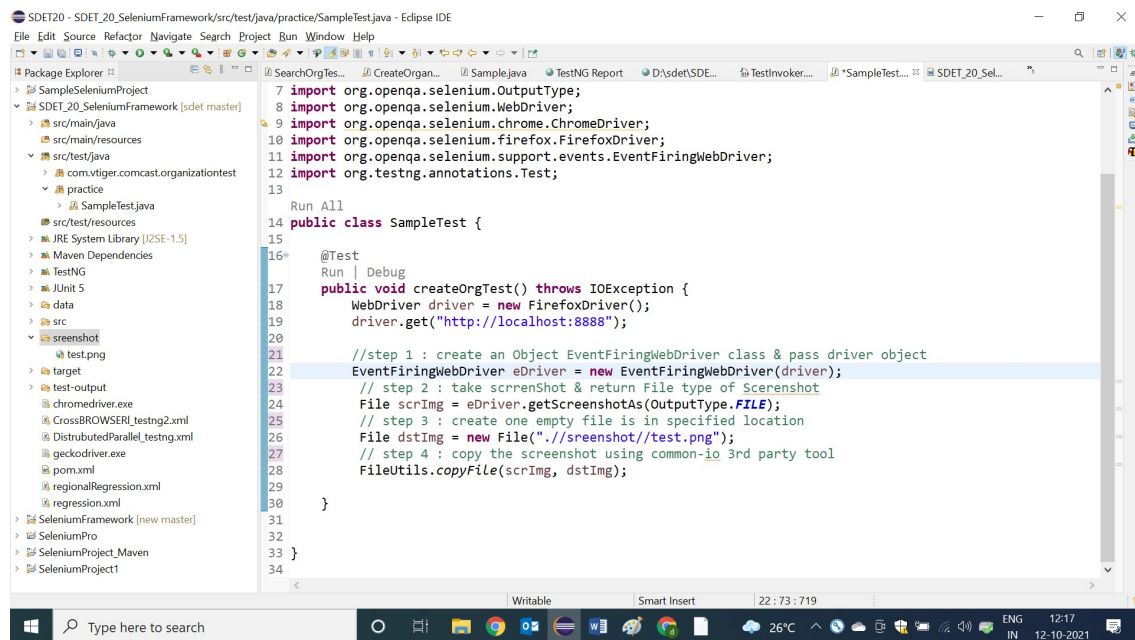 SDET20 - SDET_20_SeleniumFramework/src/test/java/practice/SampleTest.java - Eclipse IDE
File Edit Source Refactor Navigate Search Project Run Window Help
Package Explorer
SampleSeleniumProject
SDET_20_SeleniumFramework [sdet master]
src/main/java
src/main/resources
src/test/java
com.vtiger.comcast.organizationtest
practice
SampleTest.java
src/test/resources
JRE System Library [J2SE-1.5]
Maven Dependencies
TestNG
JUnit 5
data
src
sreenshot
test.png
target
test-output
chromedriver.exe
CrossBROWSERl_testng2.xml
DistrubutedParallel_testng.xml
geckodriver.exe
pom.xml
regionalRegression.xml
regression.xml
SeleniumFramework [new master]
SeleniumPro
SeleniumProject_Maven
SeleniumProject1
SearchOrgTes... CreateOrgan... Sample.java TestNG Report D:\sdet\SDE... TestInvoker.... *SampleTest.... SDET_20_Sel...
7 import org.openqa.selenium.OutputType;
8 import org.openqa.selenium.WebDriver;
9 import org.openqa.selenium.chrome.ChromeDriver;
10 import org.openqa.selenium.firefox.FirefoxDriver;
11 import org.openqa.selenium.support.events.EventFiringWebDriver;
12 import org.testng.annotations.Test;
13
Run All
14 public class SampleTest {
15
16 @Test
Run | Debug
17 public void createOrgTest() throws IOException {
18 WebDriver driver = new FirefoxDriver();
19 driver.get("http://localhost:8888");
20
21 //step 1 : create an Object EventFiringWebDriver class & pass driver object
22 EventFiringWebDriver eDriver = new EventFiringWebDriver(driver);
23 // step 2 : take scrrenShot & return File type of Scerenshot
24 File scrImg = eDriver.getScreenshotAs(OutputType.FILE);
25 // step 3 : create one empty file is in specified location
26 File dstImg = new File(".//sreenshot//test.png");
27 // step 4 : copy the screenshot using common-io 3rd party tool
28 FileUtils.copyFile(scrImg, dstImg);
29
30 }
31
32
33 }
34
Writable Smart Insert 22 : 73 : 719
Type here to search
26°C
ENG
IN
12:17
12-10-2021